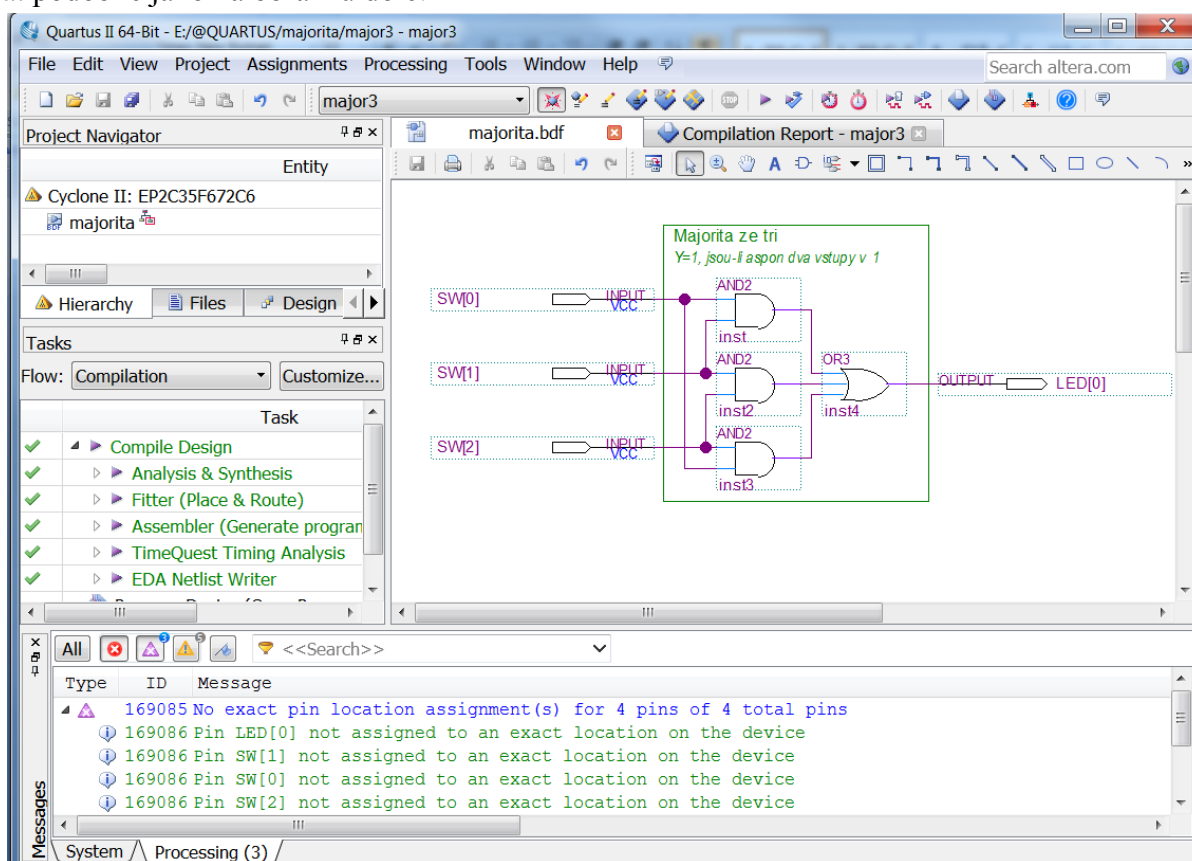 Quartus II 64-Bit - E:/@QUARTUS/majorita/major3 - major3
File Edit View Project Assignments Processing Tools Window Help
Search altera.com
major3
Project Navigator
majorita.bdf
Compilation Report - major3
Entity
Cyclone II: EP2C35F672C6
majorita
Hierarchy Files Design
Tasks
Flow: Compilation Customize...
Task
Compile Design
Analysis & Synthesis
Fitter (Place & Route)
Assembler (Generate program
TimeQuest Timing Analysis
EDA Netlist Writer
Majorita ze tri
Y=1, jsou-li aspon dva vstupy v 1
AND2
SW[0] INPUT
VCC
inst
AND2 OR3
SW[1] INPUT
VCC
OUTPUT LED[0]
inst2 inst4
AND2
SW[2] INPUT
VCC
inst3
All 3 5 <<Search>>
Type ID Message
169085 No exact pin location assignment(s) for 4 pins of 4 total pins
169086 Pin LED[0] not assigned to an exact location on the device
169086 Pin SW[1] not assigned to an exact location on the device
169086 Pin SW[0] not assigned to an exact location on the device
169086 Pin SW[2] not assigned to an exact location on the device
Messages
System Processing (3)